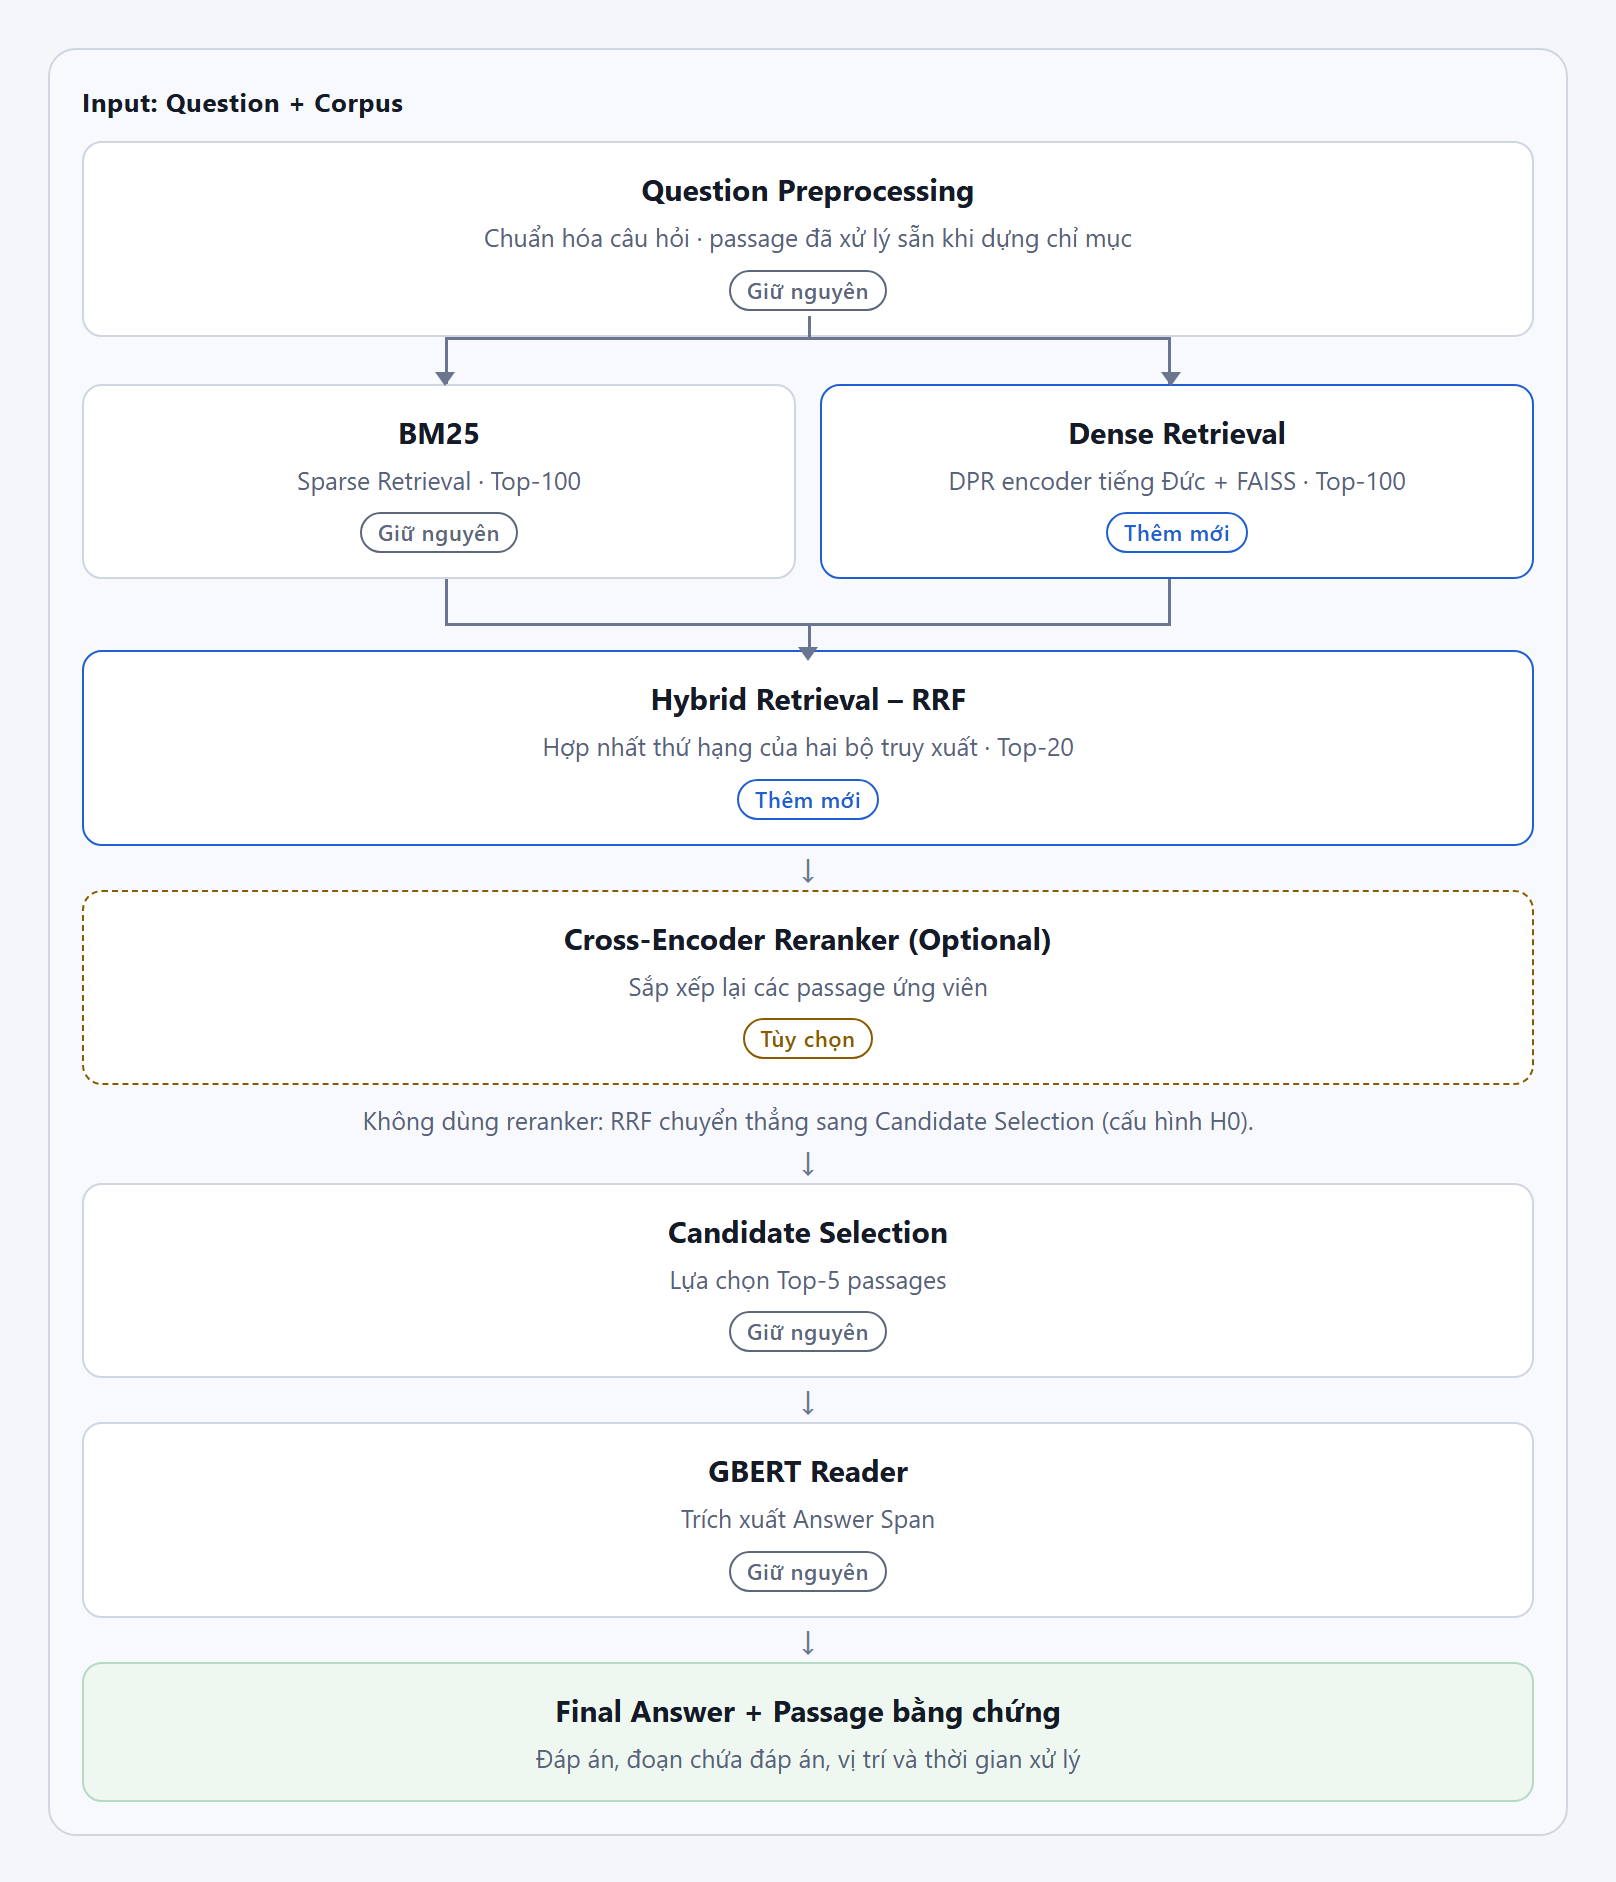 Input: Question + Corpus
Question Preprocessing
Chuẩn hóa câu hỏi · passage đã xử lý sẵn khi dựng chỉ mục
Giữ nguyên
BM25
Sparse Retrieval · Top-100
Giữ nguyên
Dense Retrieval
DPR encoder tiếng Đức + FAISS · Top-100
Thêm mới
Hybrid Retrieval – RRF
Hợp nhất thứ hạng của hai bộ truy xuất · Top-20
Thêm mới
↓
Cross-Encoder Reranker (Optional)
Sắp xếp lại các passage ứng viên
Tùy chọn
Không dùng reranker: RRF chuyển thẳng sang Candidate Selection (cấu hình H0).
↓
Candidate Selection
Lựa chọn Top-5 passages
Giữ nguyên
↓
GBERT Reader
Trích xuất Answer Span
Giữ nguyên
↓
Final Answer + Passage bằng chứng
Đáp án, đoạn chứa đáp án, vị trí và thời gian xử lý